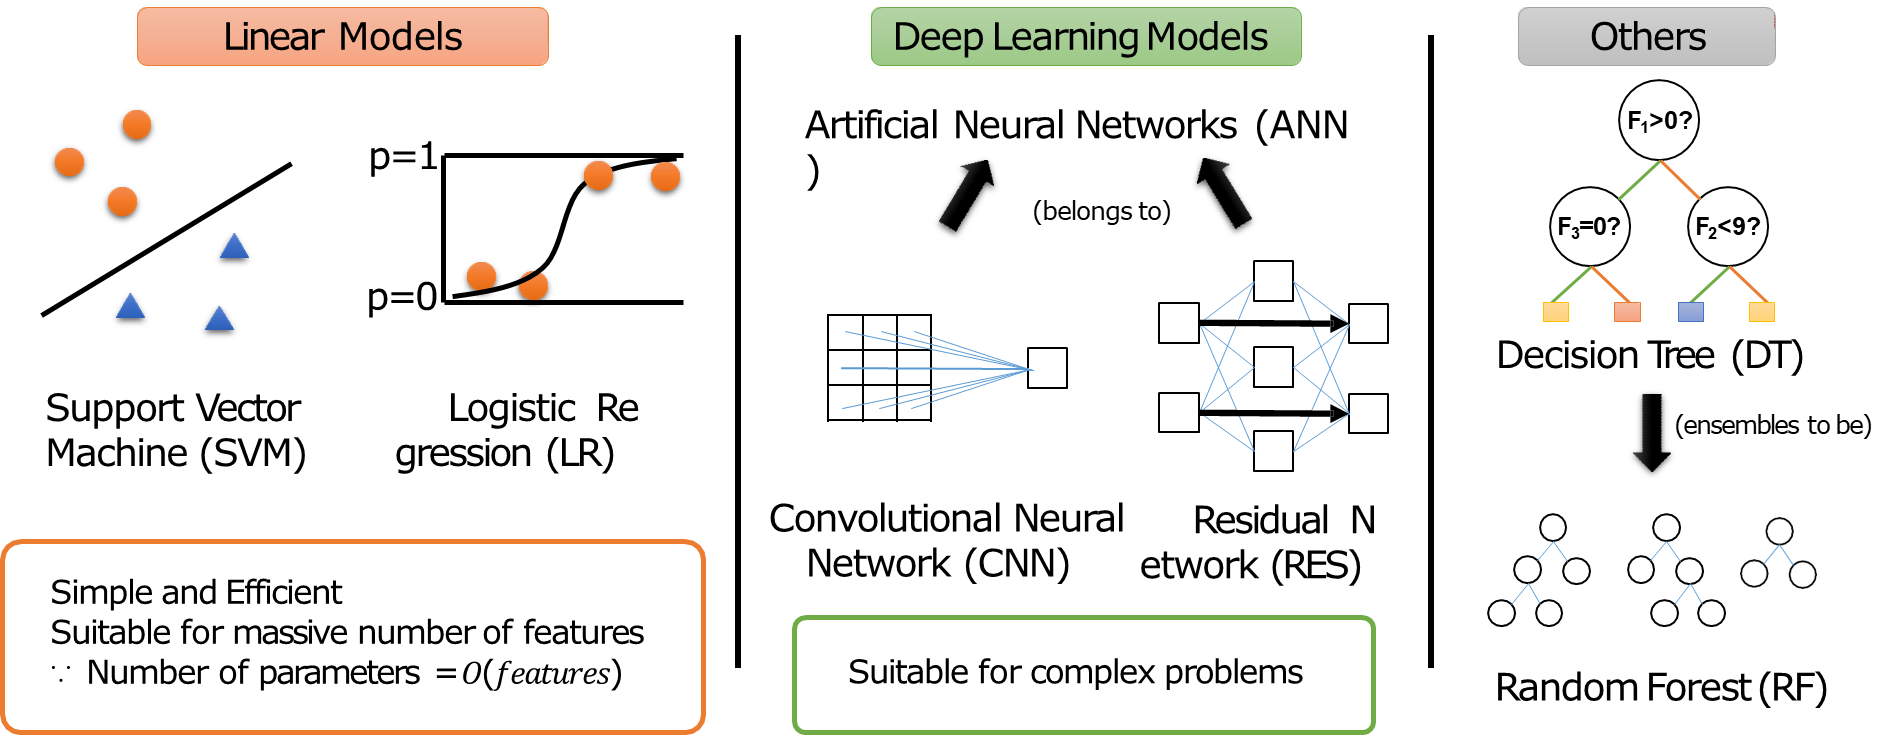 Linear Models
p=1
p=0
Support Vector
Machine (SVM)
Logistic Re
gression (LR)
Simple and Efficient
Suitable for massive number of features
∵ Number of parameters = O(features)
Deep Learning Models
Artificial Neural Networks (ANN
)
(belongs to)
Convolutional Neural
Network (CNN)
Residual N
etwork (RES)
Suitable for complex problems
Others
F₁>0?
F₃=0?
F₂<9?
Decision Tree (DT)
(ensembles to be)
Random Forest (RF)